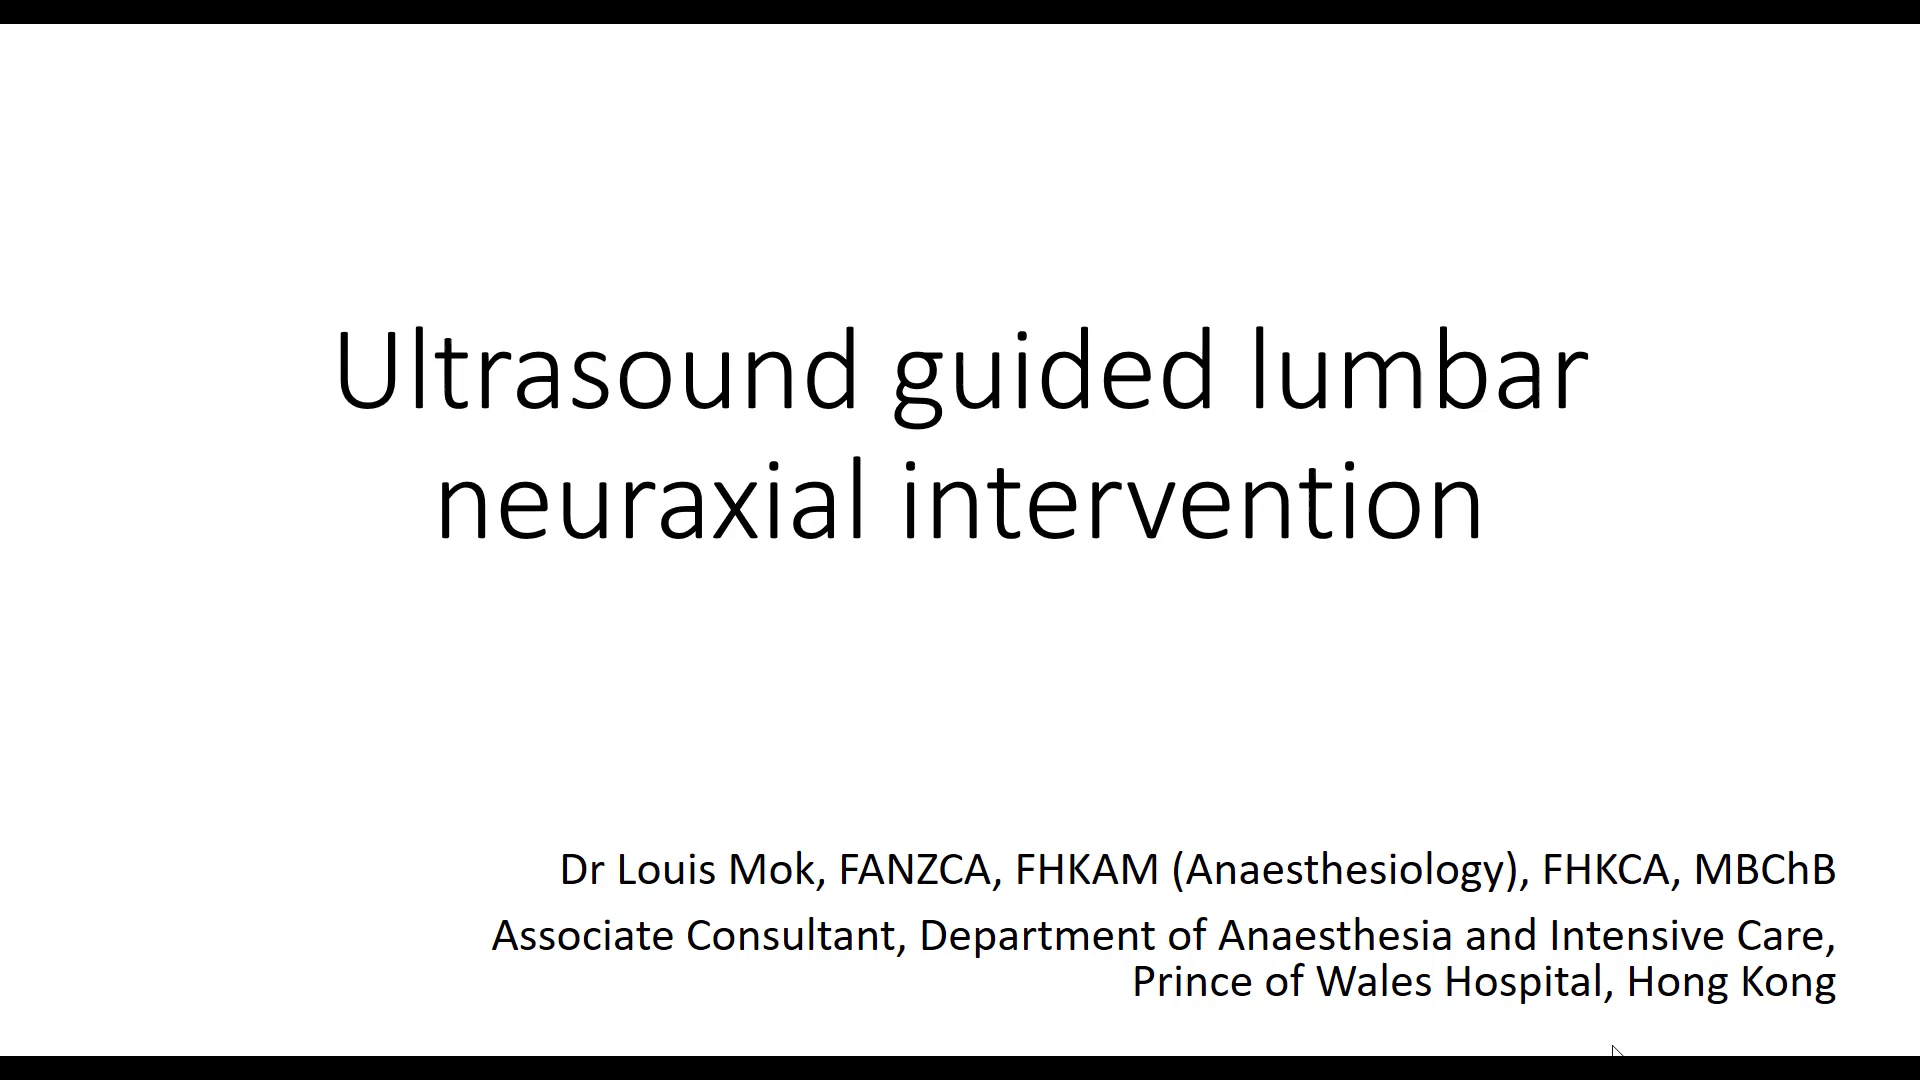 Ultrasound guided lumbar
neuraxial intervention
Dr Louis Mok, FANZCA, FHKAM (Anaesthesiology), FHKCA, MBChB
Associate Consultant, Department of Anaesthesia and Intensive Care,
Prince of Wales Hospital, Hong Kong